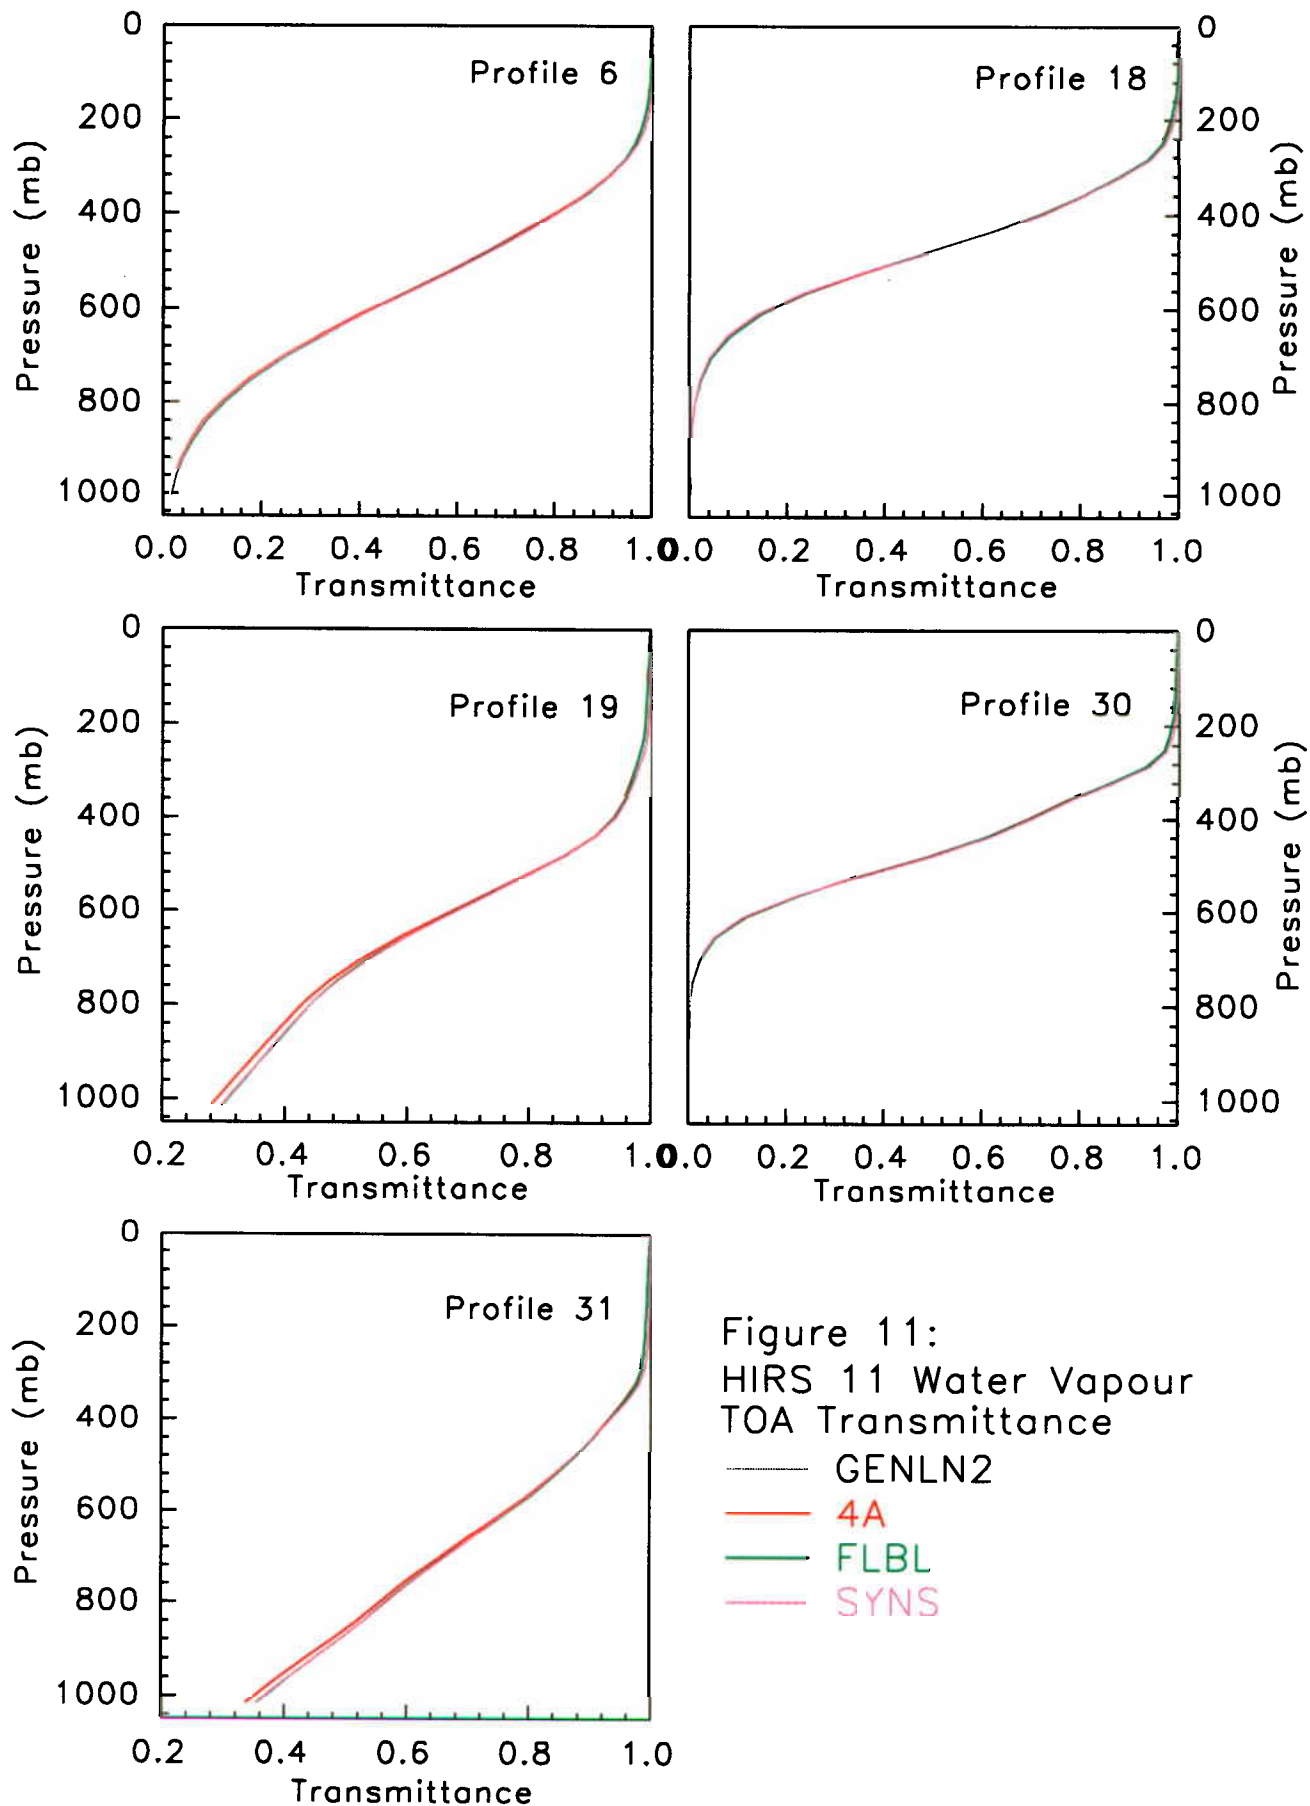 Profile 6
Pressure (mb)
0
200
400
600
800
1000
0.0 0.2 0.4 0.6 0.8 1.0
Transmittance
Profile 18
0
200
400
600
800
1000
Pressure (mb)
0.0 0.2 0.4 0.6 0.8 1.0
Transmittance
Profile 19
Pressure (mb)
0
200
400
600
800
1000
0.2 0.4 0.6 0.8 1.0
Transmittance
Profile 30
0
200
400
600
800
1000
Pressure (mb)
0.0 0.2 0.4 0.6 0.8 1.0
Transmittance
Profile 31
Pressure (mb)
0
200
400
600
800
1000
0.2 0.4 0.6 0.8 1.0
Transmittance
Figure 11:
HIRS 11 Water Vapour
TOA Transmittance
GENLN2
4A
FLBL
SYNS